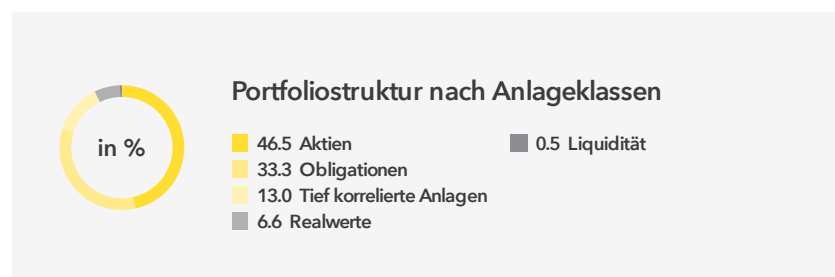 Portfoliostruktur nach Anlageklassen
in %
46.5 Aktien
33.3 Obligationen
13.0 Tief korrelierte Anlagen
6.6 Realwerte
0.5 Liquidität